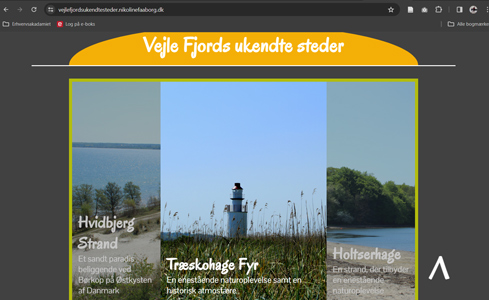 vejlefjordsukendtesteder.nikolinefaaborg.dk
Erhvervsakademiet
Log på e-boks
Alle bogmærker
Vejle Fjords ukendte steder
Hvidbjerg
Strand
Et sandt paradis
beliggende ved
Børkop på Østkysten
af Danmark
Træskohage Fyr
En enestående naturoplevelse samt en
historisk atmosfære.
Holtserhage
En strand, der tilbyder
en enestående
naturoplevelse